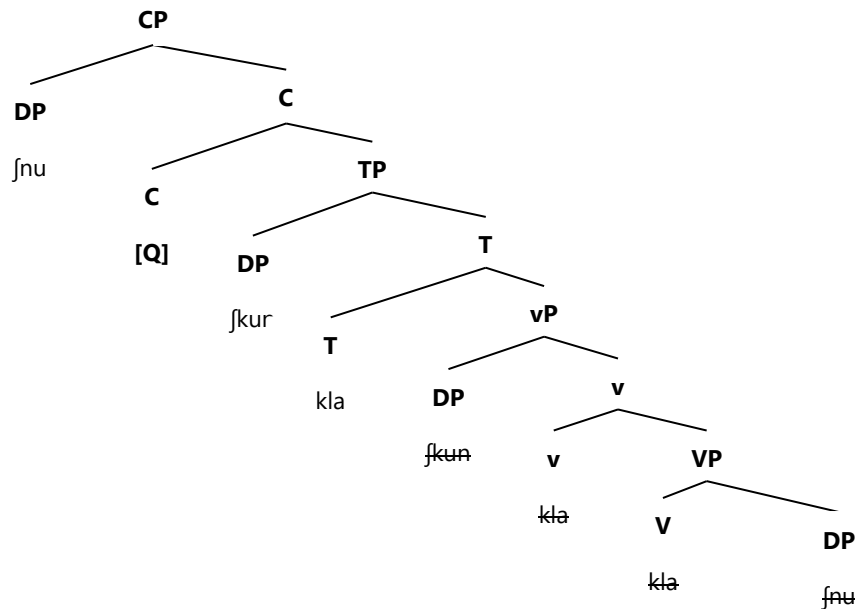 CP
DP
C
ʃnu
TP
C
[Q]
DP
T
ʃkur
T
vP
kla
DP
v
ʃkun
v
VP
kla
V
DP
kla
ʃnu